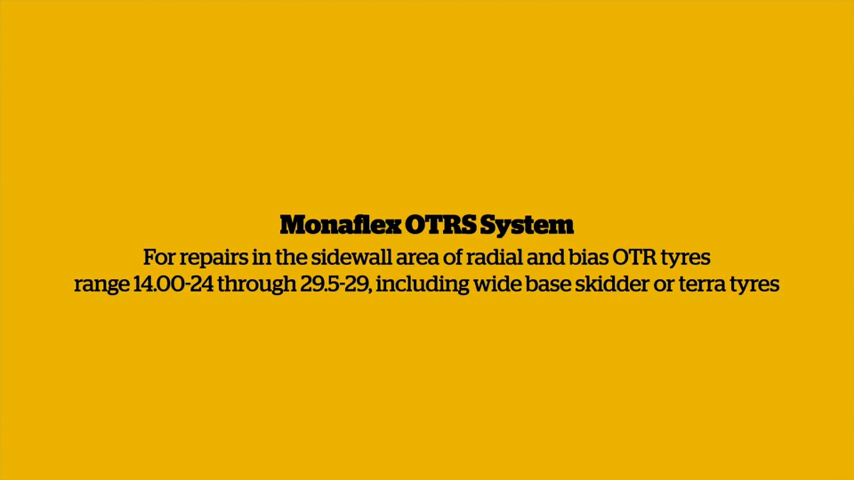 Monaflex OTRS System
For repairs in the sidewall area of radial and bias OTR tyres
range 14.00-24 through 29.5-29, including wide base skidder or terra tyres